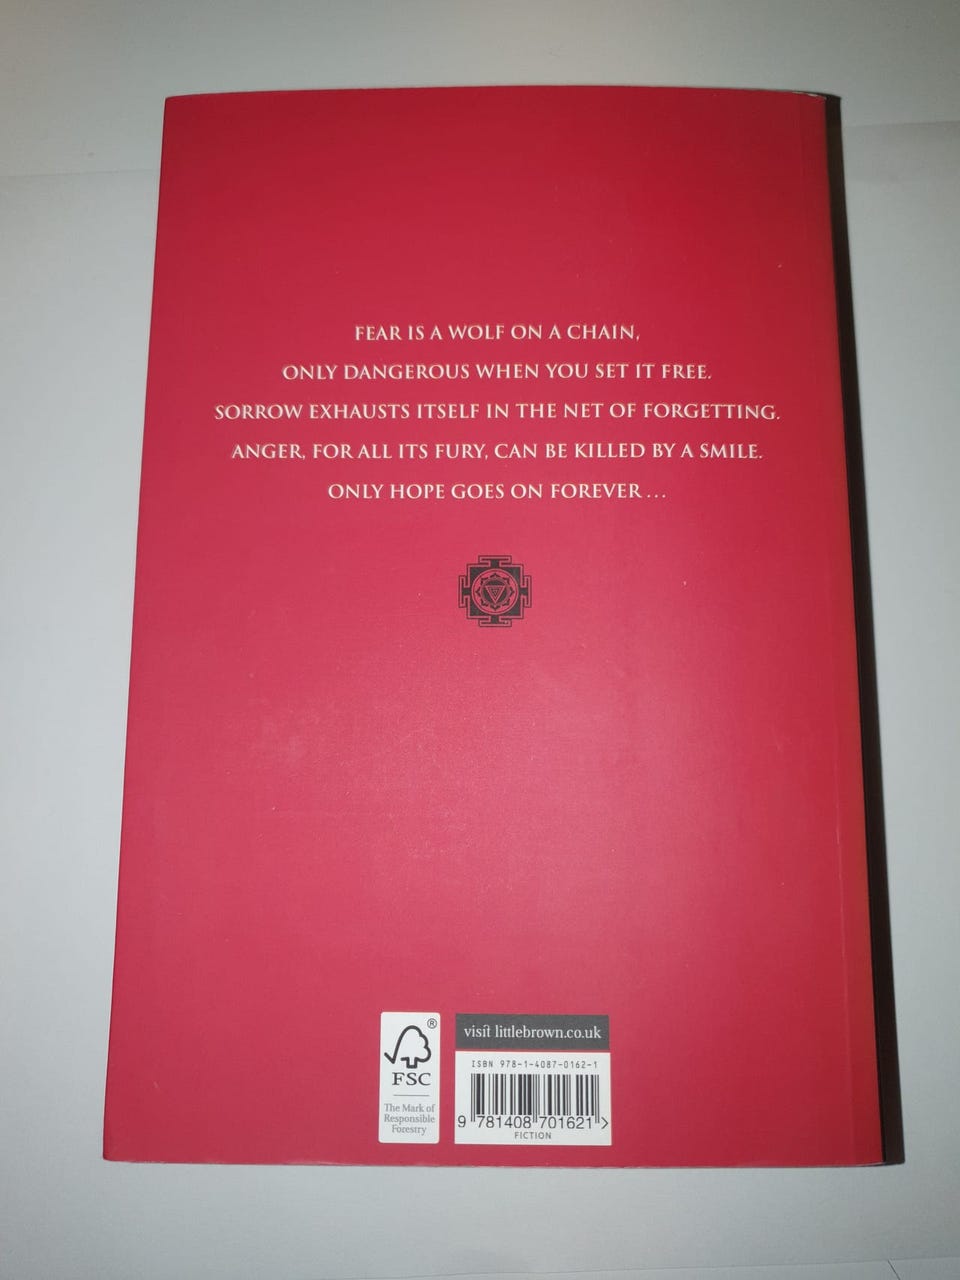 FEAR IS A WOLF ON A CHAIN,
ONLY DANGEROUS WHEN YOU SET IT FREE.
SORROW EXHAUSTS ITSELF IN THE NET OF FORGETTING.
ANGER, FOR ALL ITS FURY, CAN BE KILLED BY A SMILE.
ONLY HOPE GOES ON FOREVER ...
®
FSC
The Mark of
Responsible
Forestry
visit littlebrown.co.uk
ISBN 978-1-4087-0162-1
9 781408 701621 >
FICTION